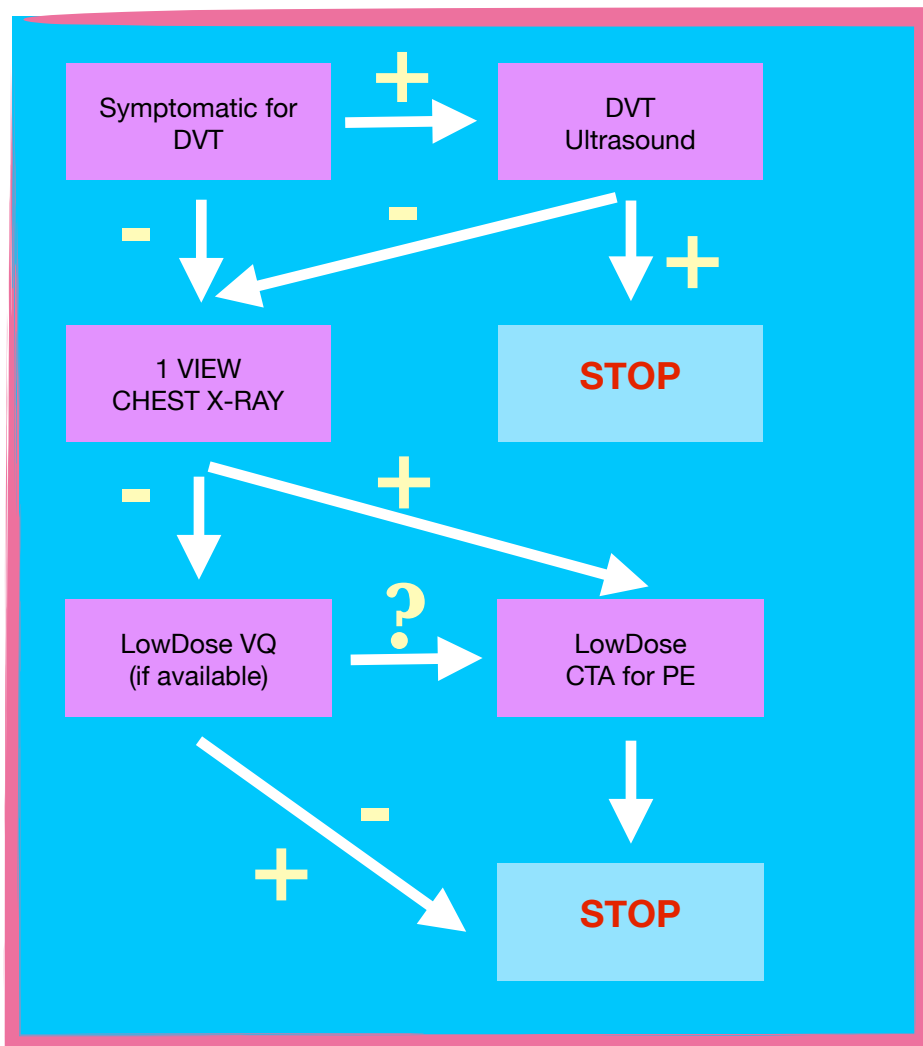 Symptomatic for
DVT
+
DVT
Ultrasound
-
-
+
1 VIEW
CHEST X-RAY
STOP
-
+
LowDose VQ
(if available)
?
LowDose
CTA for PE
-
+
STOP